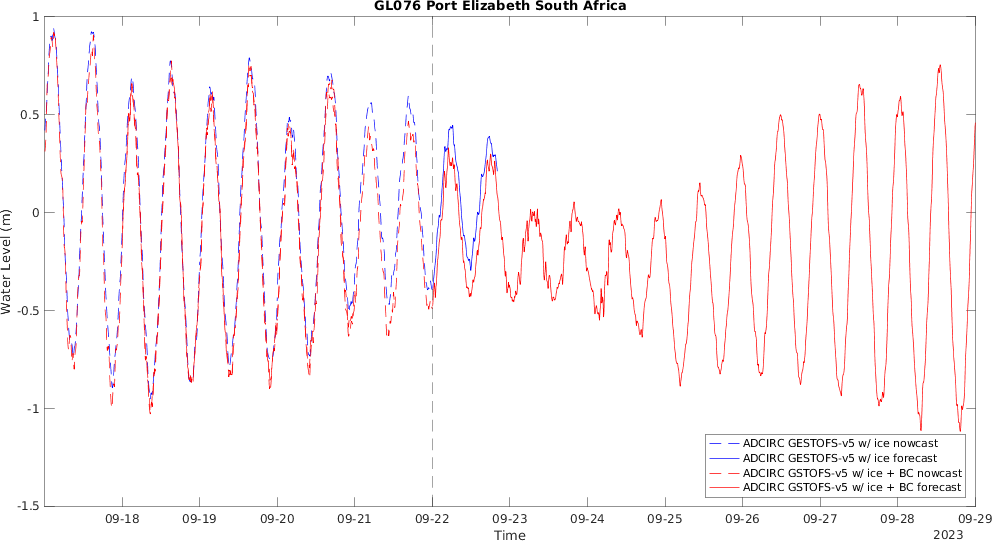 GL076 Port Elizabeth South Africa
Water Level (m)
1
0.5
0
-0.5
-1
-1.5
ADCIRC GESTOFS-v5 w/ ice nowcast
ADCIRC GESTOFS-v5 w/ ice forecast
ADCIRC GSTOFS-v5 w/ ice + BC nowcast
ADCIRC GSTOFS-v5 w/ ice + BC forecast
09-18 09-19 09-20 09-21 09-22 09-23 09-24 09-25 09-26 09-27 09-28 09-29
Time
2023